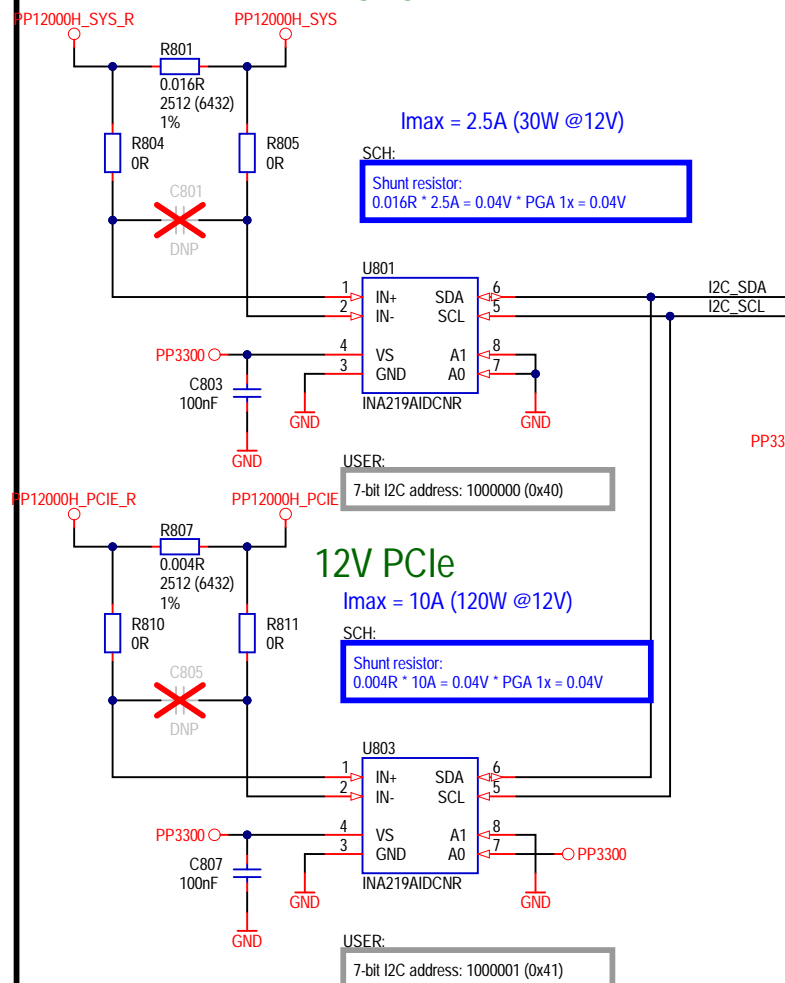 PP12000H_SYS_R
PP12000H_SYS
R801
0.016R
2512 (6432)
1%
R804
0R
R805
0R
C801
DNP
Imax = 2.5A (30W @12V)
SCH:
Shunt resistor:
0.016R * 2.5A = 0.04V * PGA 1x = 0.04V
U801
1 IN+ SDA 6 I2C_SDA
2 IN- SCL 5 I2C_SCL
PP3300 4 VS A1 8
3 GND A0 7
C803
100nF
INA219AIDCNR
GND
GND
GND
PP33
USER:
7-bit I2C address: 1000000 (0x40)
PP12000H_PCIE_R
PP12000H_PCIE
R807
0.004R
2512 (6432)
1%
R810
0R
R811
0R
C805
DNP
12V PCIe
Imax = 10A (120W @12V)
SCH:
Shunt resistor:
0.004R * 10A = 0.04V * PGA 1x = 0.04V
U803
1 IN+ SDA 6
2 IN- SCL 5
PP3300 4 VS A1 8
3 GND A0 7 PP3300
C807
100nF
INA219AIDCNR
GND
GND
GND
USER:
7-bit I2C address: 1000001 (0x41)